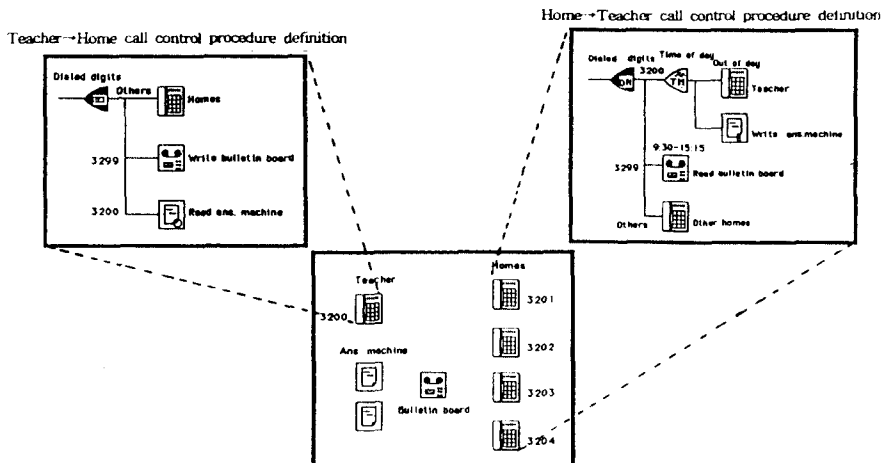 Home→Teacher call control procedure definition
Teacher→Home call control procedure definition
Dialed digits
Others
Homes
3299
Write bulletin board
3200
Read ans. machine
Dialed digits
Time of day
Out of day
3200
DN
TM
Teacher
Write ans.machine
9:30-15:15
3299
Read bulletin board
Others
Other homes
Teacher
3200
Ans machine
Bulletin board
Homes
3201
3202
3203
3204